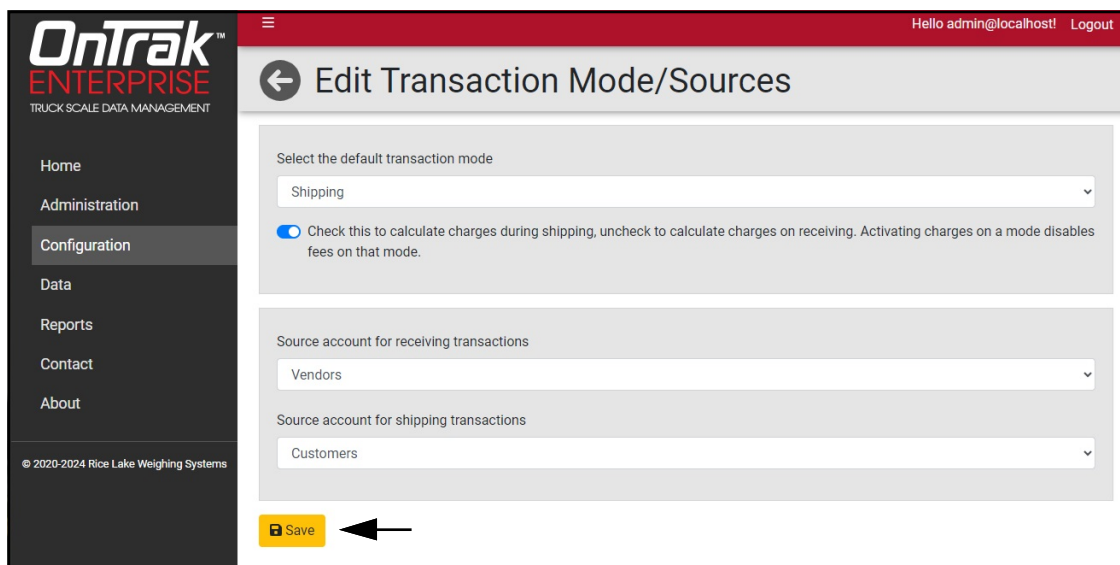 OnTrak™
ENTERPRISE
TRUCK SCALE DATA MANAGEMENT
Home
Administration
Configuration
Data
Reports
Contact
About
© 2020-2024 Rice Lake Weighing Systems
Hello admin@localhost! Logout
Edit Transaction Mode/Sources
Select the default transaction mode
Shipping
Check this to calculate charges during shipping, uncheck to calculate charges on receiving. Activating charges on a mode disables
fees on that mode.
Source account for receiving transactions
Vendors
Source account for shipping transactions
Customers
Save